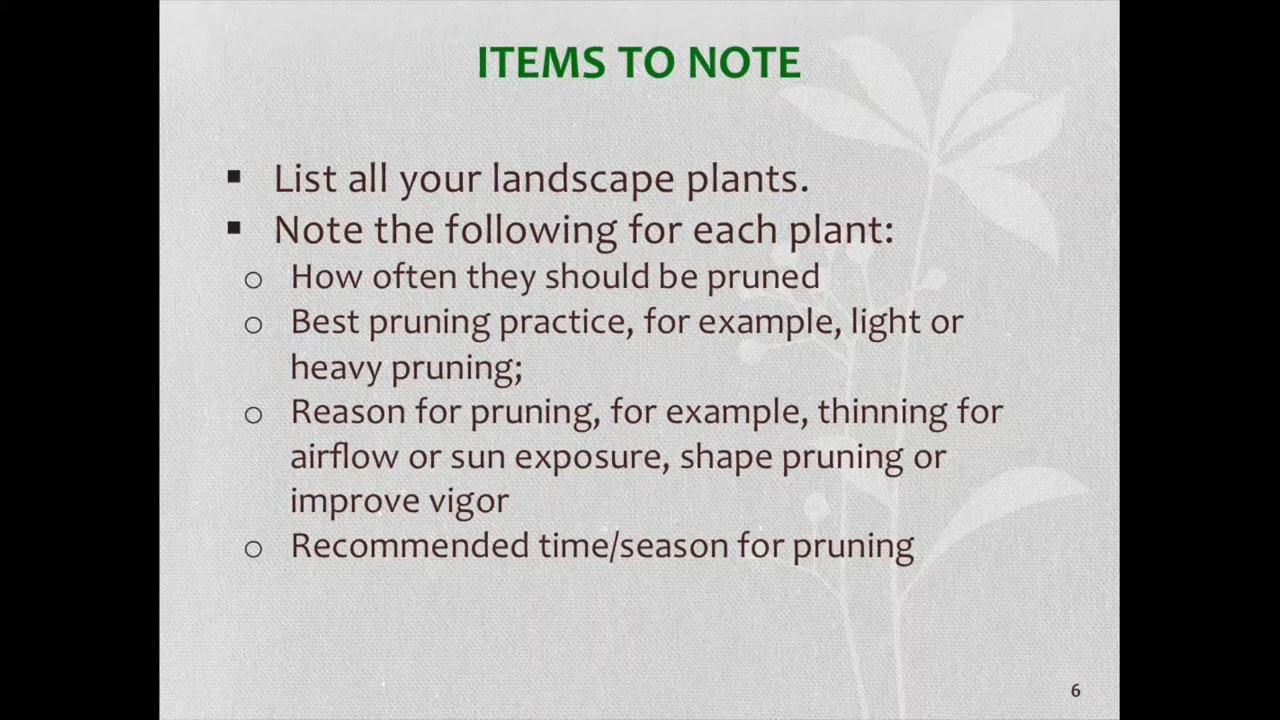 ITEMS TO NOTE
▪ List all your landscape plants.
▪ Note the following for each plant:
o How often they should be pruned
o Best pruning practice, for example, light or
heavy pruning;
o Reason for pruning, for example, thinning for
airflow or sun exposure, shape pruning or
improve vigor
o Recommended time/season for pruning
6